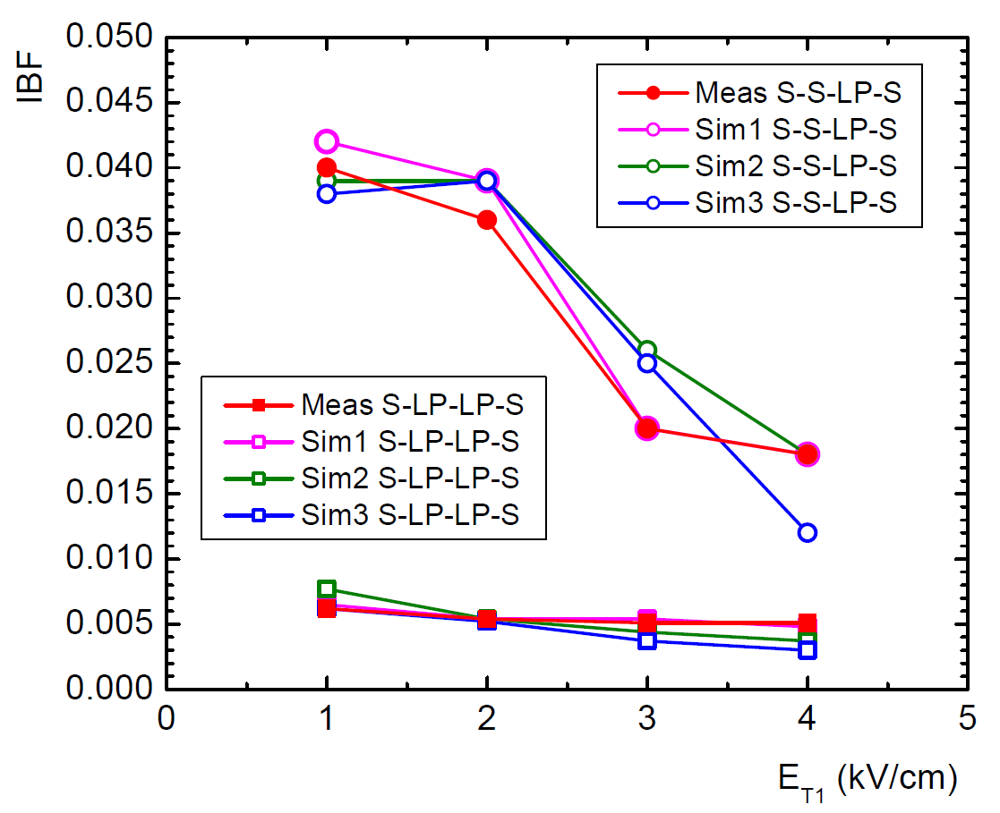 IBF
0.050
0.045
0.040
0.035
0.030
0.025
0.020
0.015
0.010
0.005
0.000
Meas S-S-LP-S
Sim1 S-S-LP-S
Sim2 S-S-LP-S
Sim3 S-S-LP-S
Meas S-LP-LP-S
Sim1 S-LP-LP-S
Sim2 S-LP-LP-S
Sim3 S-LP-LP-S
0 1 2 3 4 5
E_T1 (kV/cm)